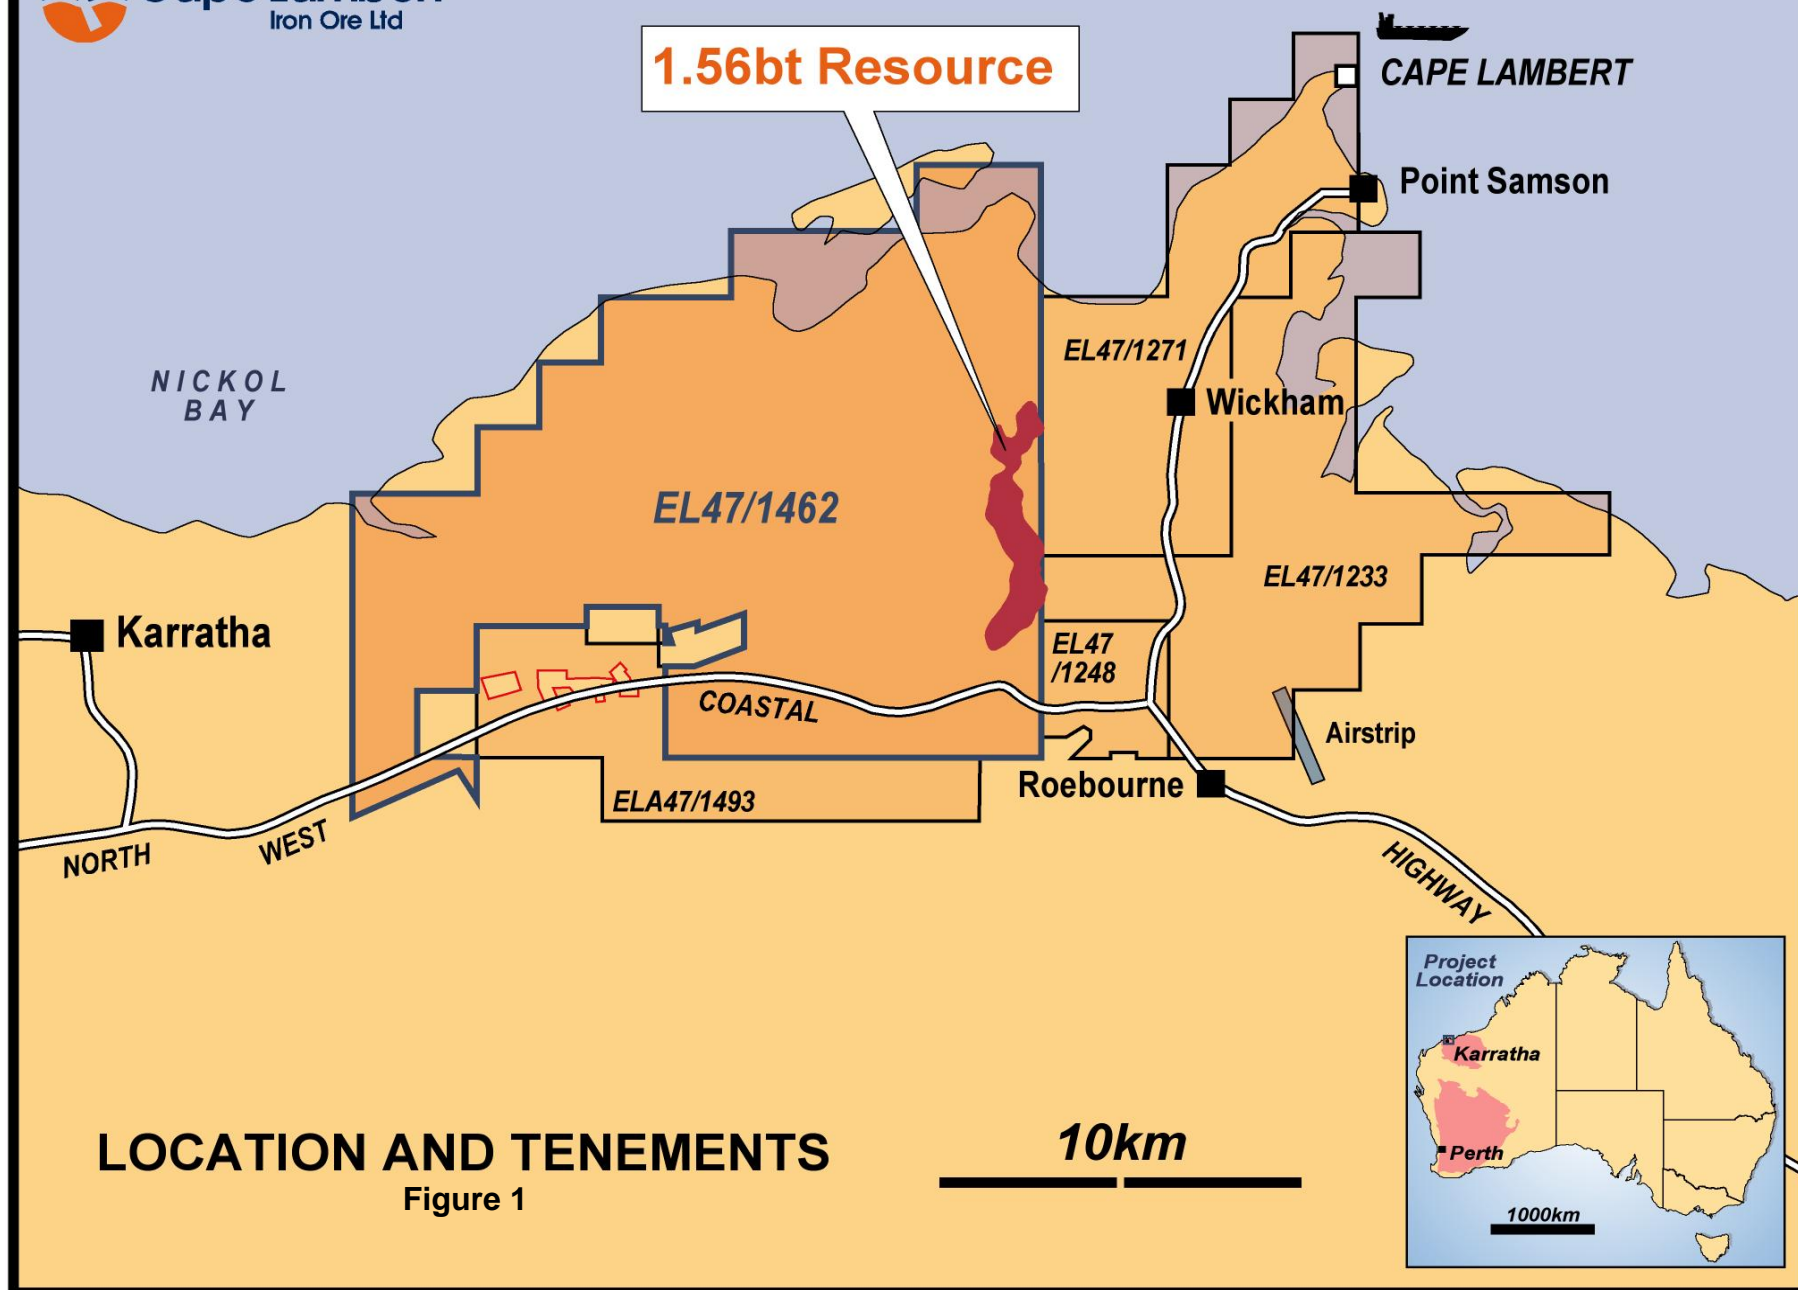 Iron Ore Ltd
1.56bt Resource
CAPE LAMBERT
Point Samson
NICKOL
BAY
EL47/1271
Wickham
EL47/1462
EL47/1233
Karratha
EL47
/1248
COASTAL
Airstrip
Roebourne
ELA47/1493
NORTH
WEST
HIGHWAY
Project
Location
Karratha
Perth
1000km
LOCATION AND TENEMENTS
Figure 1
10km